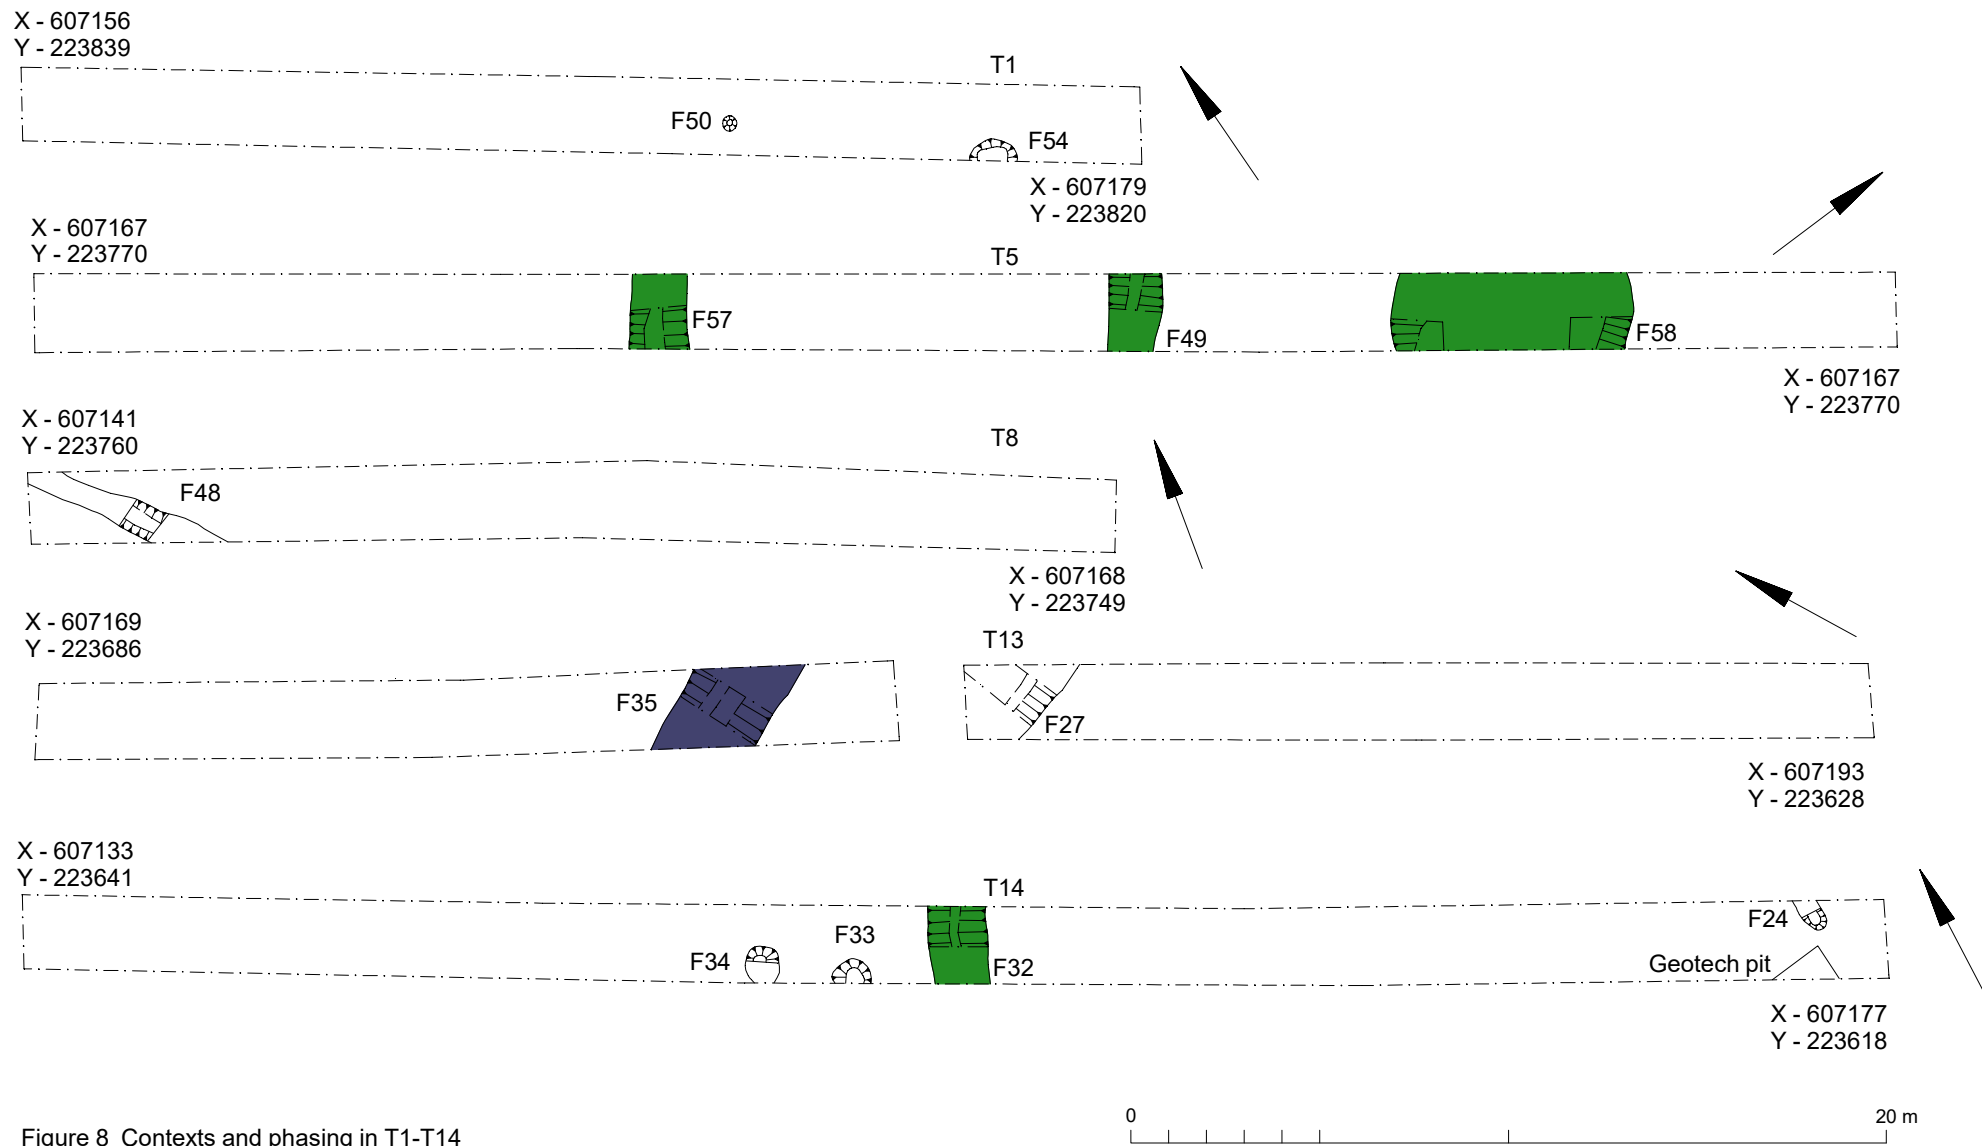 X - 607156
Y - 223839
T1
F50
F54
X - 607179
Y - 223820
X - 607167
Y - 223770
T5
F57
F49
F58
X - 607167
Y - 223770
X - 607141
Y - 223760
T8
F48
X - 607168
Y - 223749
X - 607169
Y - 223686
T13
F35
F27
X - 607193
Y - 223628
X - 607133
Y - 223641
T14
F24
F33
F34
F32
Geotech pit
X - 607177
Y - 223618
0
20 m
Figure 8 Contexts and phasing in T1-T14